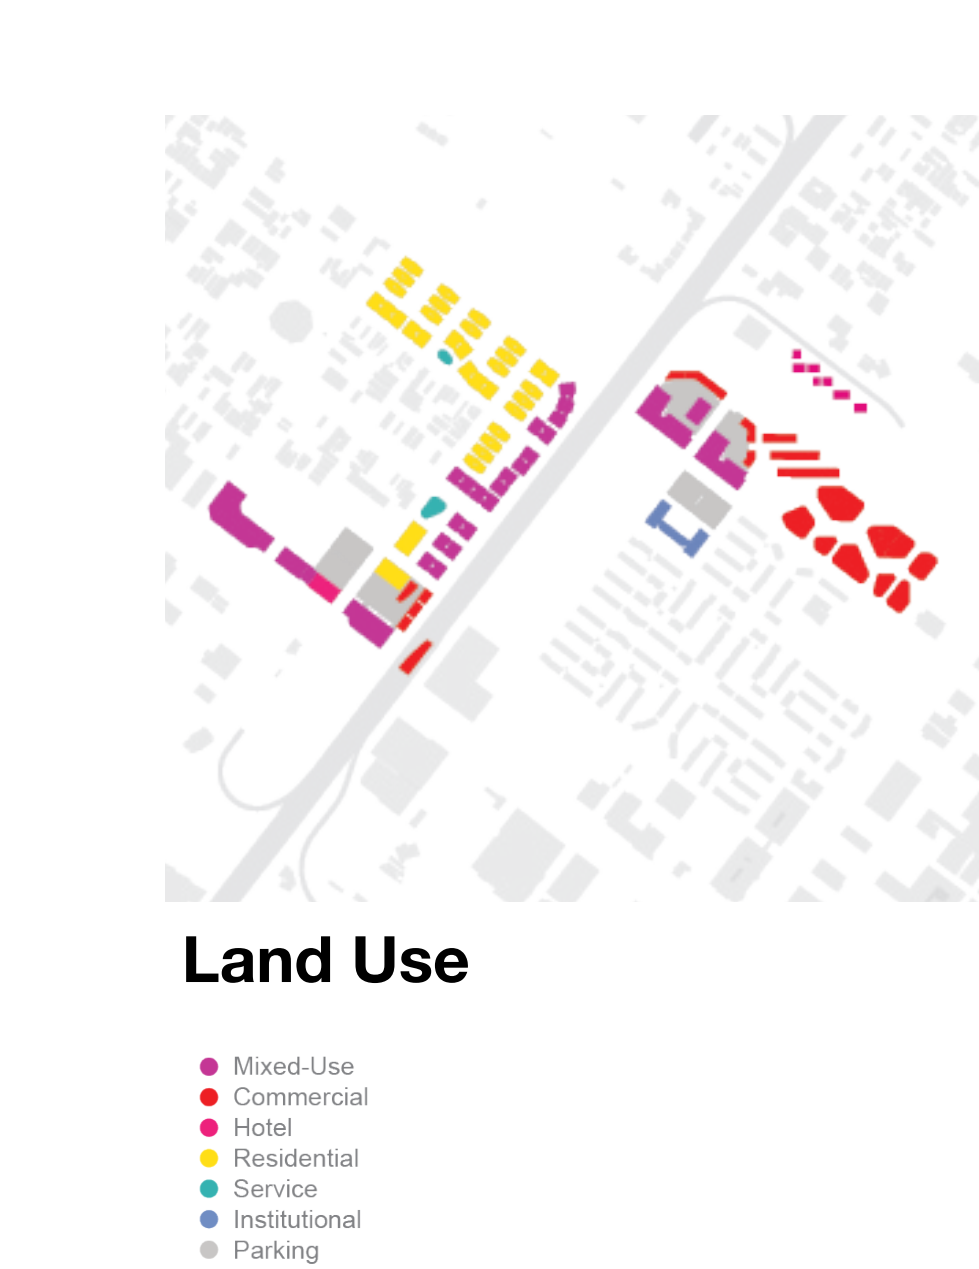 Land Use
Mixed-Use
Commercial
Hotel
Residential
Service
Institutional
Parking